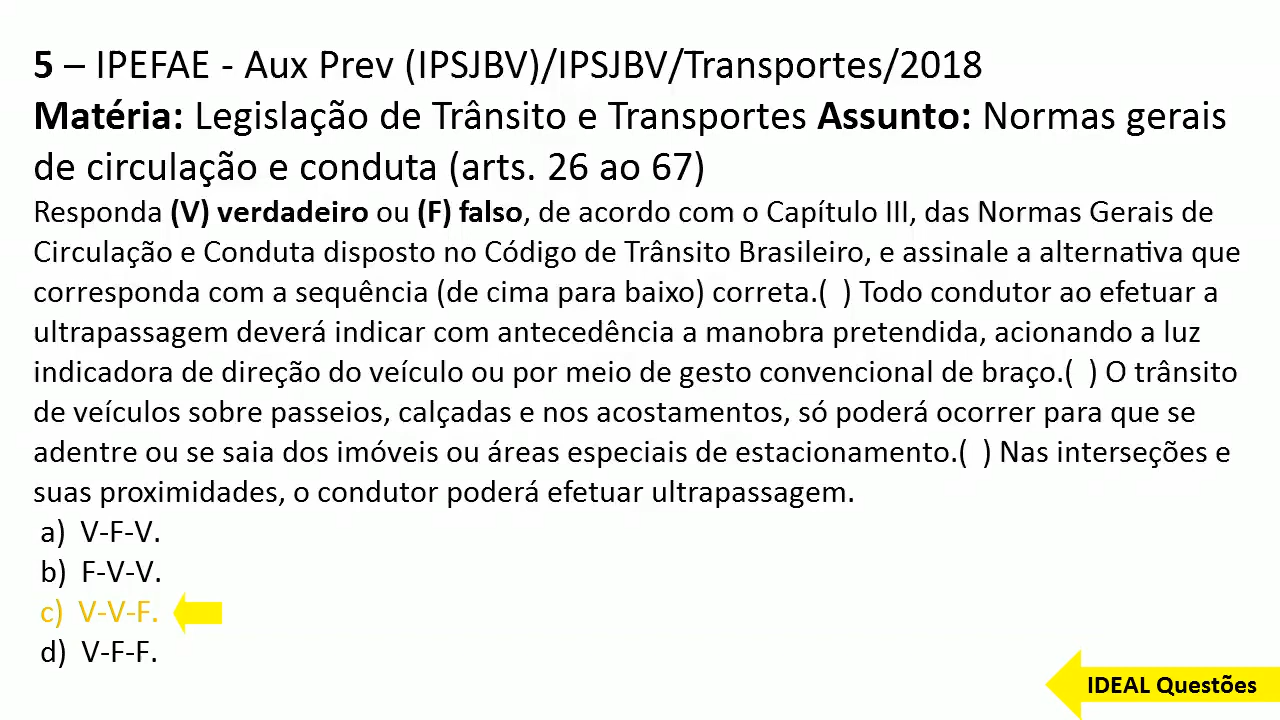 5 – IPEFAE - Aux Prev (IPSJBV)/IPSJBV/Transportes/2018
Matéria: Legislação de Trânsito e Transportes Assunto: Normas gerais
de circulação e conduta (arts. 26 ao 67)
Responda (V) verdadeiro ou (F) falso, de acordo com o Capítulo III, das Normas Gerais de
Circulação e Conduta disposto no Código de Trânsito Brasileiro, e assinale a alternativa que
corresponda com a sequência (de cima para baixo) correta.(  ) Todo condutor ao efetuar a
ultrapassagem deverá indicar com antecedência a manobra pretendida, acionando a luz
indicadora de direção do veículo ou por meio de gesto convencional de braço.(  ) O trânsito
de veículos sobre passeios, calçadas e nos acostamentos, só poderá ocorrer para que se
adentre ou se saia dos imóveis ou áreas especiais de estacionamento.(  ) Nas interseções e
suas proximidades, o condutor poderá efetuar ultrapassagem.
a) V-F-V.
b) F-V-V.
c) V-V-F.
d) V-F-F.
IDEAL Questões